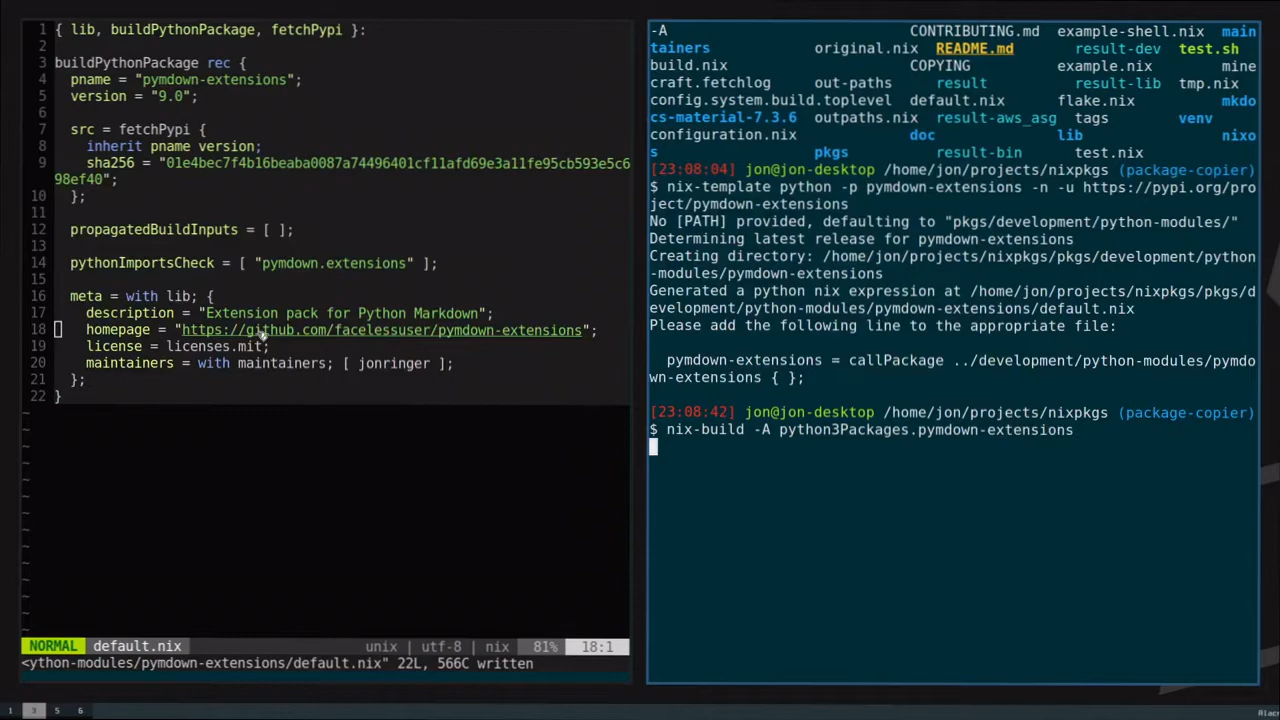 1 { lib, buildPythonPackage, fetchPypi }:
2
3 buildPythonPackage rec {
4   pname = "pymdown-extensions";
5   version = "9.0";
6
7   src = fetchPypi {
8     inherit pname version;
9     sha256 = "01e4bec7f4b16beaba0087a74496401cf11afd69e3a11fe95cb593e5c6
98ef40";
10   };
11
12   propagatedBuildInputs = [ ];
13
14   pythonImportsCheck = [ "pymdown.extensions" ];
15
16   meta = with lib; {
17     description = "Extension pack for Python Markdown";
18     homepage = "https://github.com/facelessuser/pymdown-extensions";
19     license = licenses.mit;
20     maintainers = with maintainers; [ jonringer ];
21   };
22 }
~
~
~
~
~
~
~
~
~
~
~
~
~
~
NORMAL default.nix unix | utf-8 | nix 81% 18:1
<ython-modules/pymdown-extensions/default.nix" 22L, 566C written
-A CONTRIBUTING.md example-shell.nix main
tainers original.nix README.md result-dev test.sh
build.nix COPYING example.nix mine
craft.fetchlog out-paths result result-lib tmp.nix
config.system.build.toplevel default.nix flake.nix mkdo
cs-material-7.3.6 outpaths.nix result-aws_asg tags venv
configuration.nix doc lib nixo
s pkgs result-bin test.nix
[23:08:04] jon@jon-desktop /home/jon/projects/nixpkgs (package-copier)
$ nix-template python -p pymdown-extensions -n -u https://pypi.org/pro
ject/pymdown-extensions
No [PATH] provided, defaulting to "pkgs/development/python-modules/"
Determining latest release for pymdown-extensions
Creating directory: /home/jon/projects/nixpkgs/pkgs/development/python
-modules/pymdown-extensions
Generated a python nix expression at /home/jon/projects/nixpkgs/pkgs/d
evelopment/python-modules/pymdown-extensions/default.nix
Please add the following line to the appropriate file:
pymdown-extensions = callPackage ../development/python-modules/pymdo
wn-extensions { };
[23:08:42] jon@jon-desktop /home/jon/projects/nixpkgs (package-copier)
$ nix-build -A python3Packages.pymdown-extensions
1 3 5 6